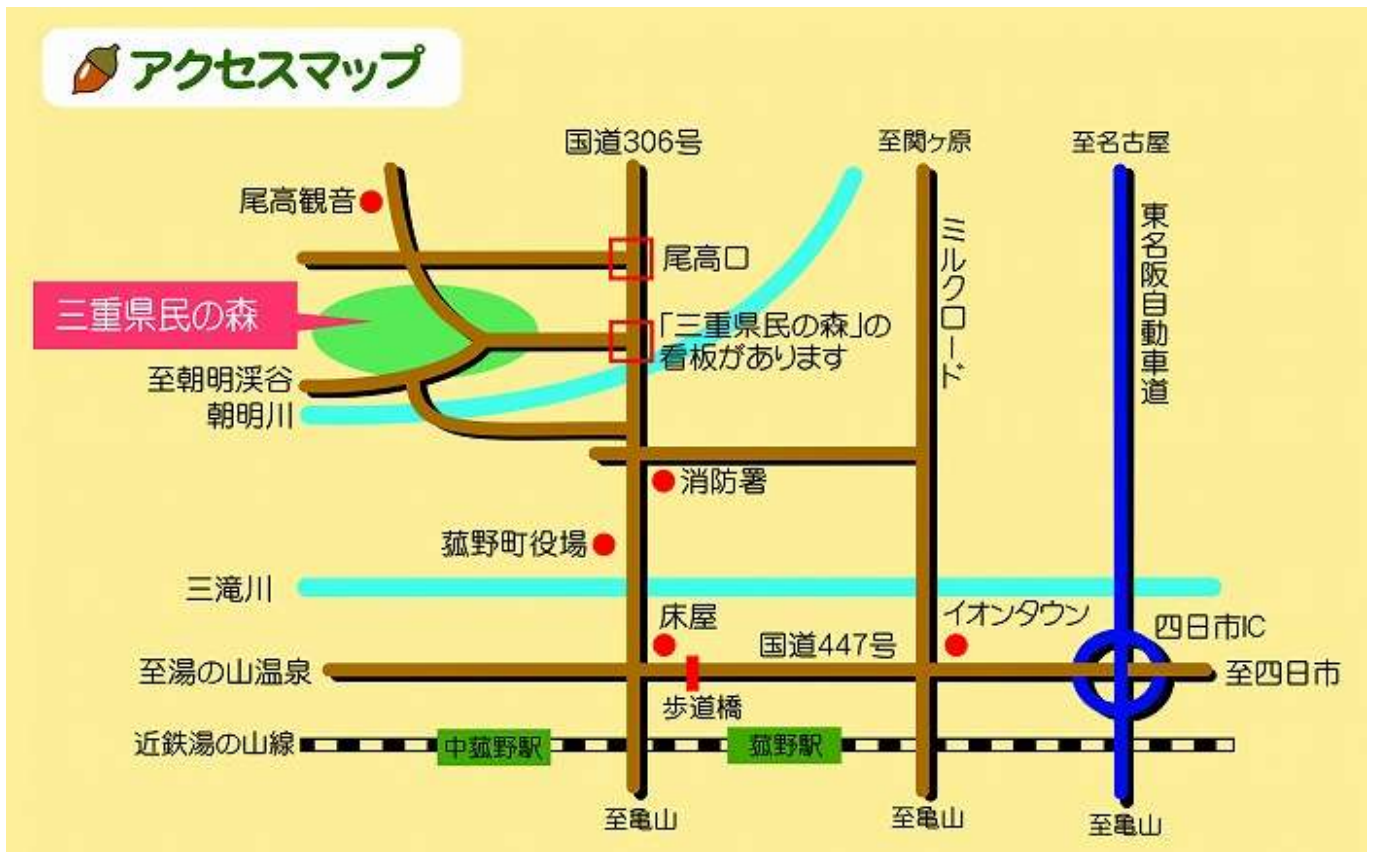 アクセスマップ
国道306号
至関ヶ原
至名古屋
尾高観音
尾高口
ミルクロード
東名阪自動車道
三重県民の森
「三重県民の森」の
看板があります
至朝明渓谷
朝明川
消防署
菰野町役場
三滝川
床屋
国道447号
イオンタウン
四日市IC
至湯の山温泉
至四日市
歩道橋
近鉄湯の山線
中菰野駅
菰野駅
至亀山
至亀山
至亀山